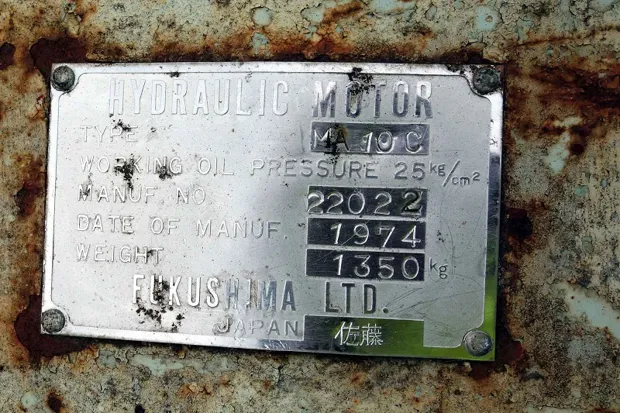 HYDRAULIC MOTOR
TYPE MA 10 C
WORKING OIL PRESSURE 25 kg/cm²
MANUF. NO. 22022
DATE OF MANUF. 1974
WEIGHT 1350 kg
FUKUSHIMA LTD.
JAPAN 佐藤